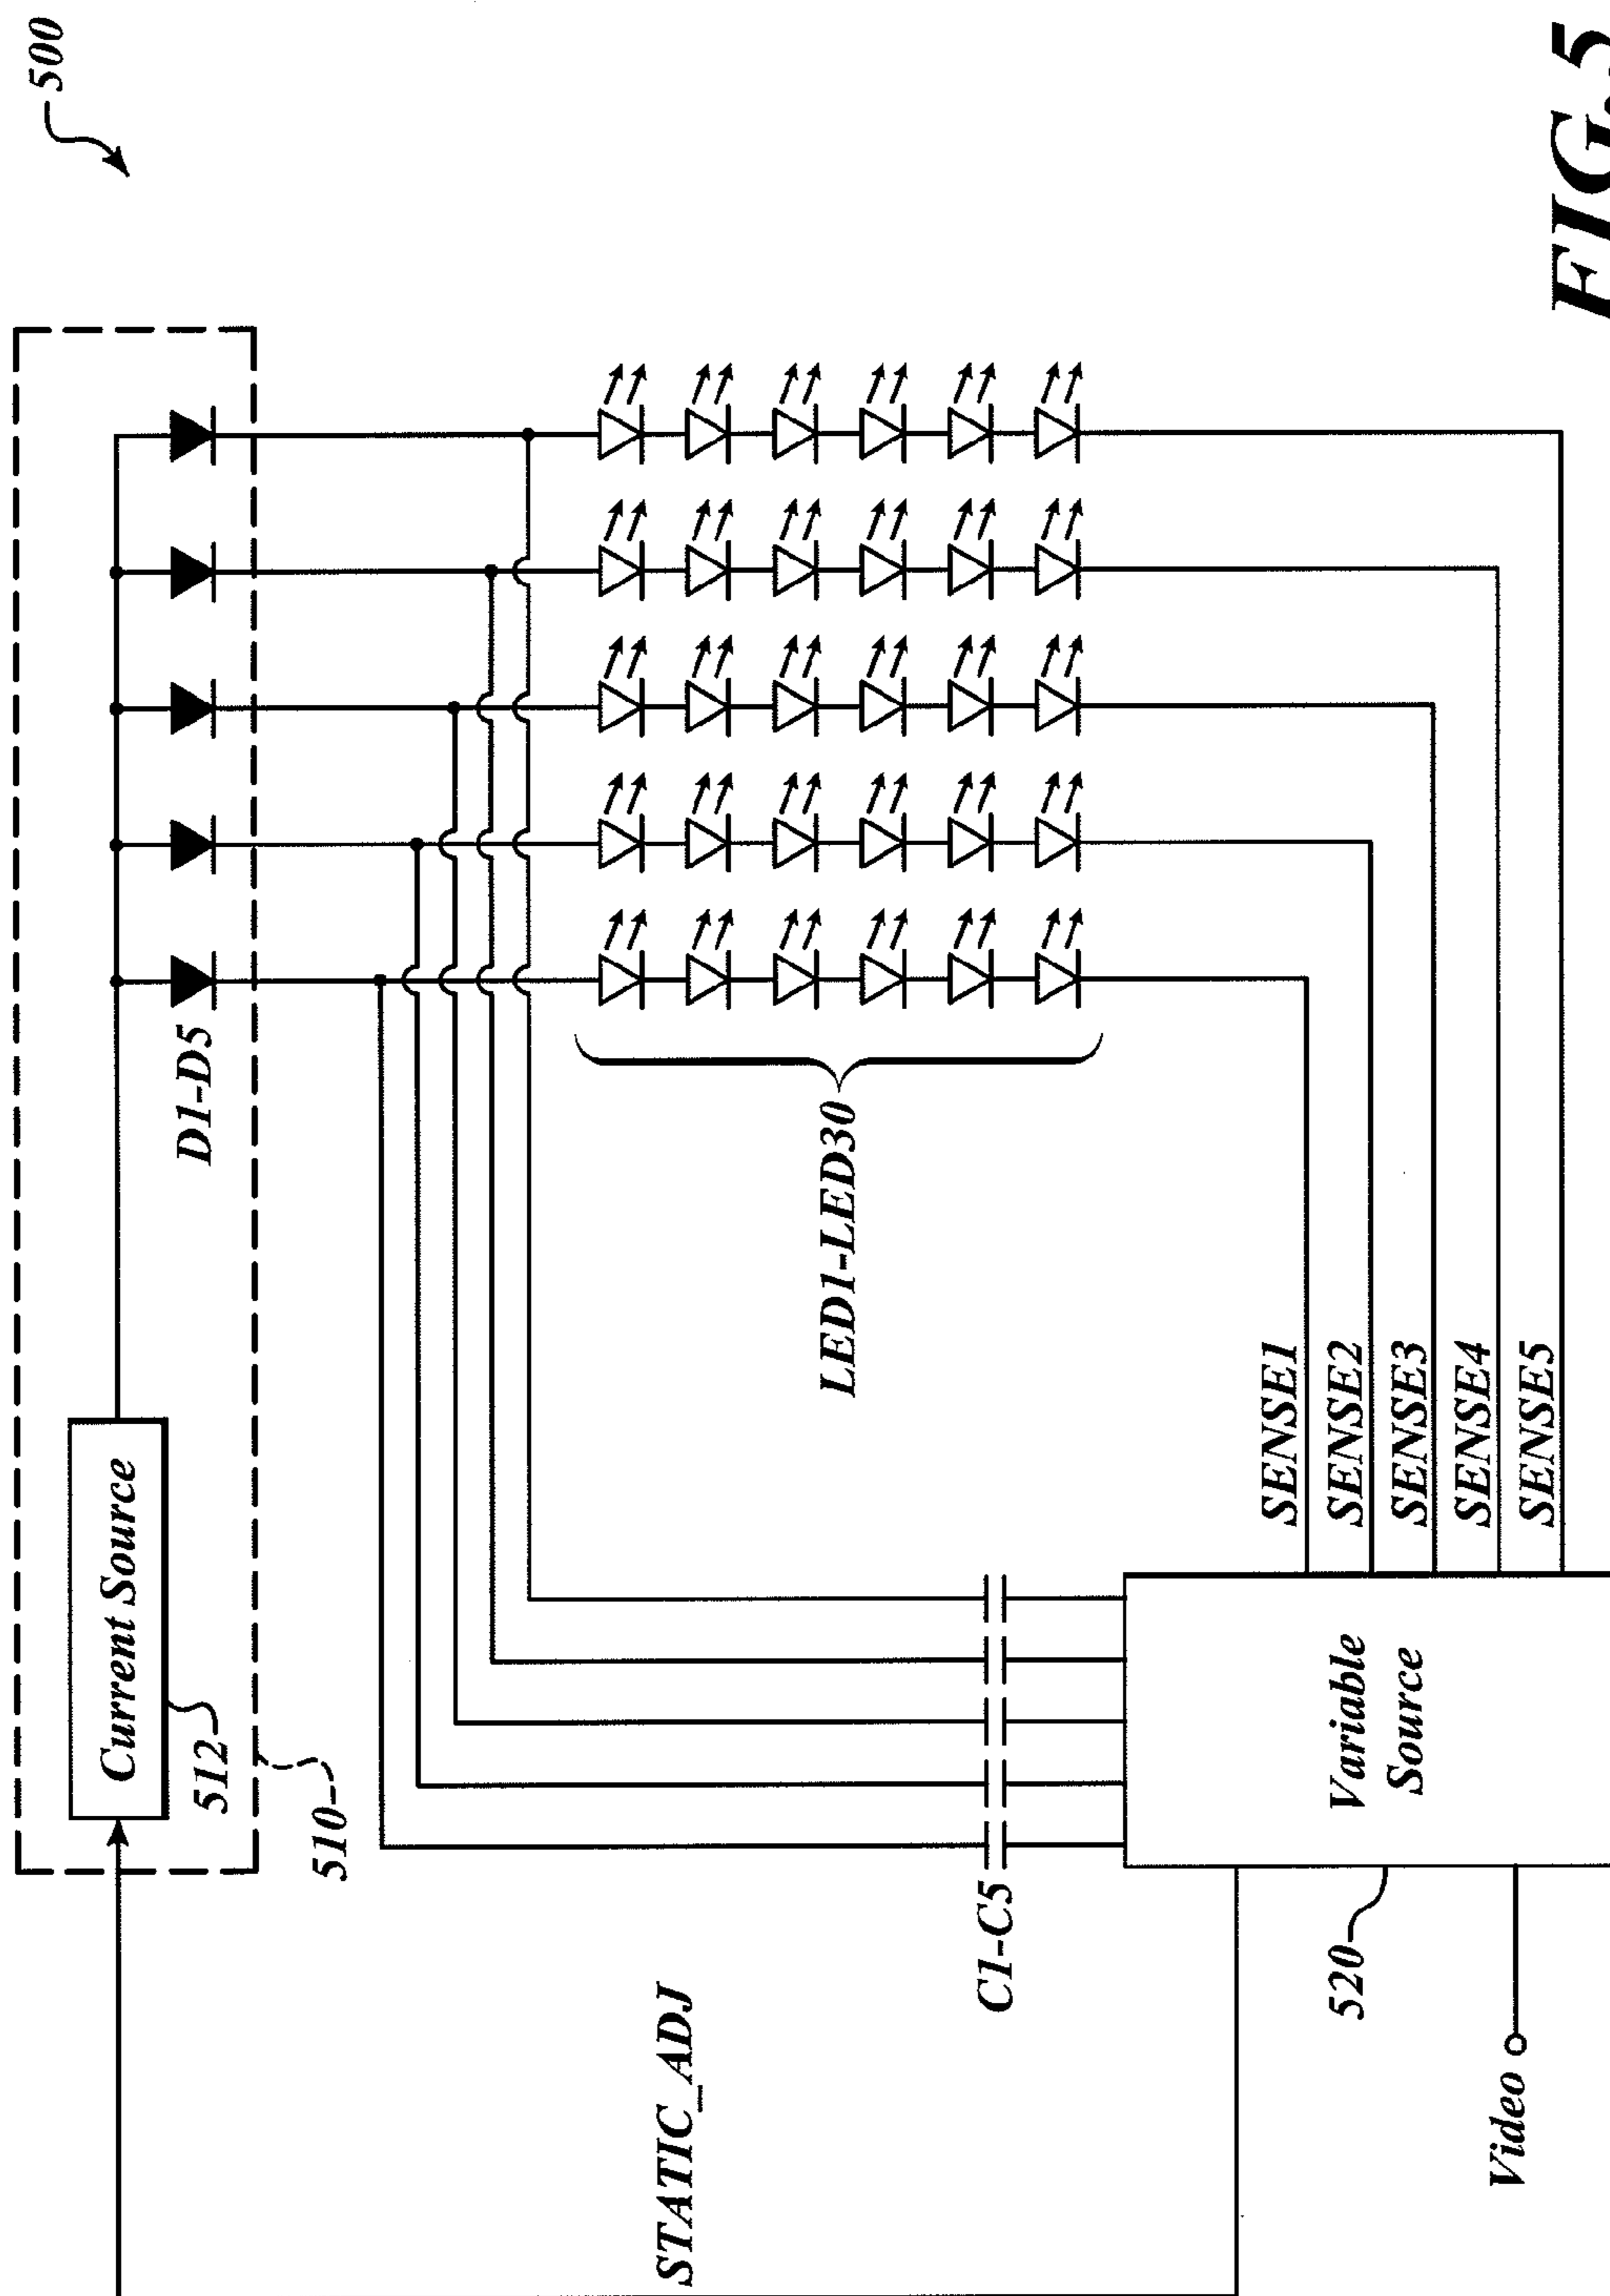 500
Current Source
512
510
D1-D5
LED1-LED30
STATIC_ADJ
C1-C5
SENSE1
SENSE2
SENSE3
SENSE4
SENSE5
Variable
Source
520
Video
FIG.5